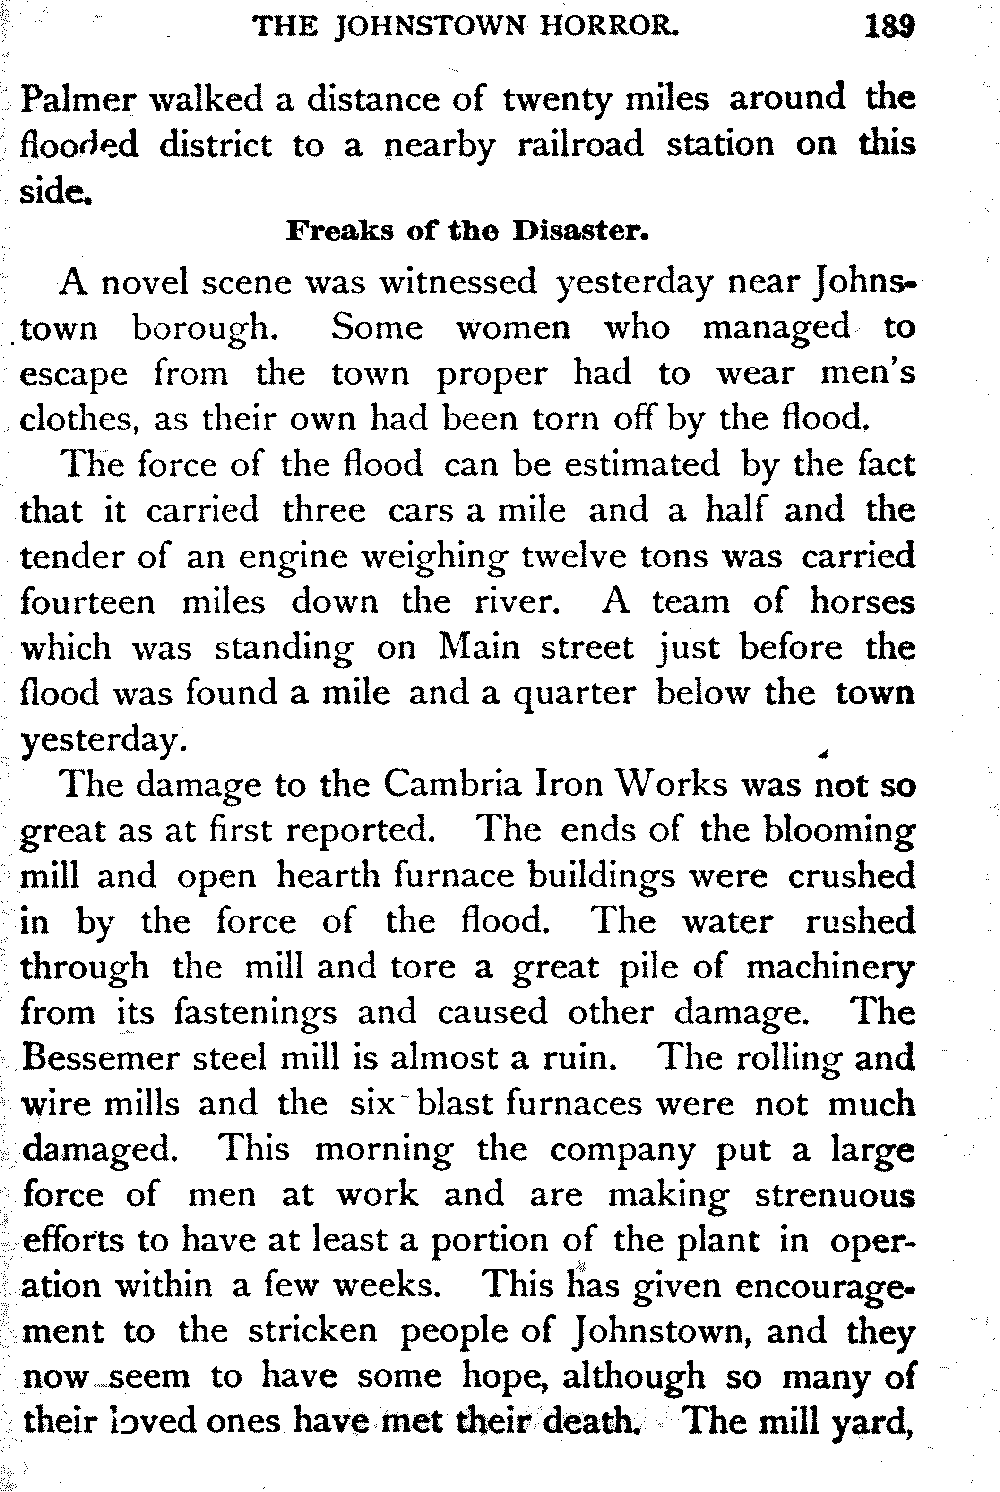 THE JOHNSTOWN HORROR. 189
Palmer walked a distance of twenty miles around the
flooded district to a nearby railroad station on this
side.
Freaks of the Disaster.
A novel scene was witnessed yesterday near Johns-
town borough. Some women who managed to
escape from the town proper had to wear men's
clothes, as their own had been torn off by the flood.
The force of the flood can be estimated by the fact
that it carried three cars a mile and a half and the
tender of an engine weighing twelve tons was carried
fourteen miles down the river. A team of horses
which was standing on Main street just before the
flood was found a mile and a quarter below the town
yesterday.
The damage to the Cambria Iron Works was not so
great as at first reported. The ends of the blooming
mill and open hearth furnace buildings were crushed
in by the force of the flood. The water rushed
through the mill and tore a great pile of machinery
from its fastenings and caused other damage. The
Bessemer steel mill is almost a ruin. The rolling and
wire mills and the six blast furnaces were not much
damaged. This morning the company put a large
force of men at work and are making strenuous
efforts to have at least a portion of the plant in oper-
ation within a few weeks. This has given encourage-
ment to the stricken people of Johnstown, and they
now seem to have some hope, although so many of
their loved ones have met their death. The mill yard,